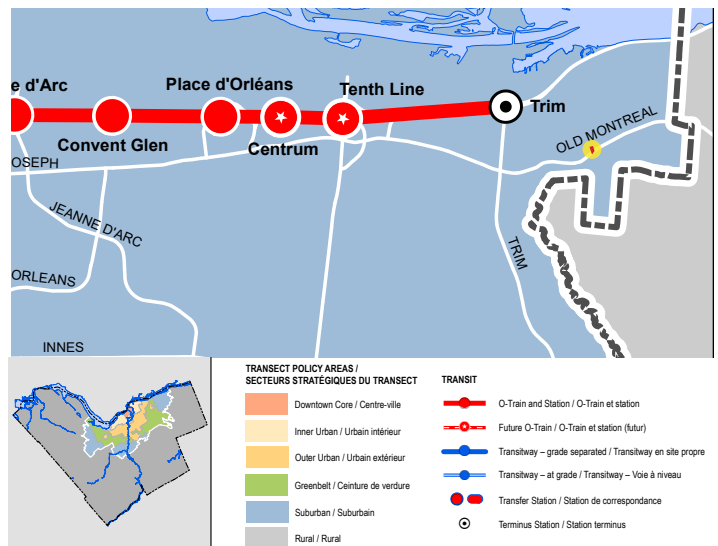 e d'Arc
Place d'Orléans
Tenth Line
Trim
Convent Glen
Centrum
OLD MONTREAL
OSEPH
JEANNE D'ARC
TRIM
ORLEANS
INNES
TRANSECT POLICY AREAS /
SECTEURS STRATÉGIQUES DU TRANSECT
Downtown Core / Centre-ville
Inner Urban / Urbain intérieur
Outer Urban / Urbain extérieur
Greenbelt / Ceinture de verdure
Suburban / Suburbain
Rural / Rural
TRANSIT
O-Train and Station / O-Train et station
Future O-Train / O-Train et station (futur)
Transitway – grade separated / Transitway en site propre
Transitway – at grade / Transitway – Voie à niveau
Transfer Station / Station de correspondance
Terminus Station / Station terminus